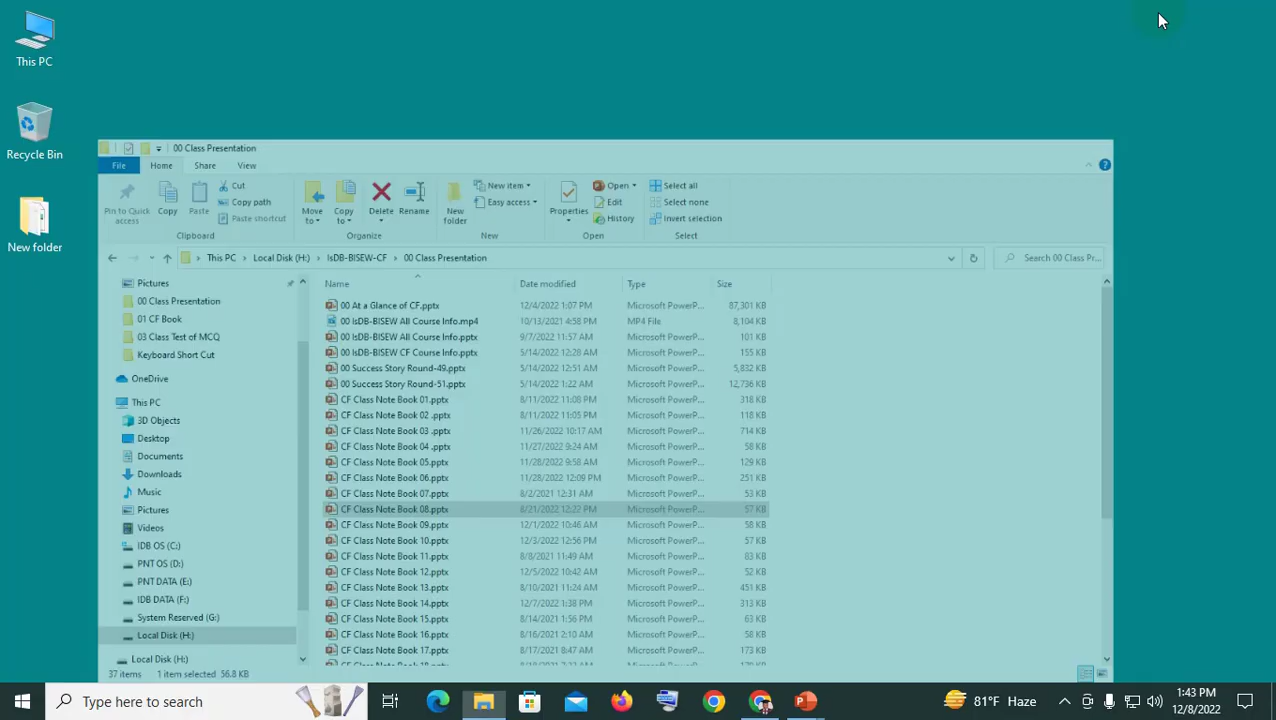 This PC
Recycle Bin
New folder
00 Class Presentation
File Home Share View
Pin to Quick access
Copy
Paste
Cut
Copy path
Paste shortcut
Clipboard
Move to
Copy to
Delete
Rename
Organize
New folder
New item
Easy access
New
Properties
Open
Edit
History
Open
Select all
Select none
Invert selection
Select
This PC > Local Disk (H:) > IsDB-BISEW-CF > 00 Class Presentation
Search 00 Class Pr...
Pictures
00 Class Presentation
01 CF Book
03 Class Test of MCQ
Keyboard Short Cut
OneDrive
This PC
3D Objects
Desktop
Documents
Downloads
Music
Pictures
Videos
IDB OS (C:)
PNT OS (D:)
PNT DATA (E:)
IDB DATA (F:)
System Reserved (G:)
Local Disk (H:)
Local Disk (H:)
Name Date modified Type Size
00 At a Glance of CF.pptx 12/4/2022 1:07 PM Microsoft PowerP... 87,301 KB
00 IsDB-BISEW All Course Info.mp4 10/13/2021 4:58 PM MP4 File 8,104 KB
00 IsDB-BISEW All Course Info.pptx 9/7/2022 11:57 AM Microsoft PowerP... 101 KB
00 IsDB-BISEW CF Course Info.pptx 5/14/2022 12:28 AM Microsoft PowerP... 155 KB
00 Success Story Round-49.pptx 5/14/2022 12:51 AM Microsoft PowerP... 5,832 KB
00 Success Story Round-51.pptx 5/14/2022 1:22 AM Microsoft PowerP... 12,736 KB
CF Class Note Book 01.pptx 8/11/2022 11:08 PM Microsoft PowerP... 318 KB
CF Class Note Book 02 .pptx 8/11/2022 11:05 PM Microsoft PowerP... 118 KB
CF Class Note Book 03 .pptx 11/26/2022 10:17 AM Microsoft PowerP... 714 KB
CF Class Note Book 04 .pptx 11/27/2022 9:24 AM Microsoft PowerP... 58 KB
CF Class Note Book 05.pptx 11/28/2022 9:58 AM Microsoft PowerP... 129 KB
CF Class Note Book 06.pptx 11/28/2022 12:09 PM Microsoft PowerP... 251 KB
CF Class Note Book 07.pptx 8/2/2021 12:31 AM Microsoft PowerP... 53 KB
CF Class Note Book 08.pptx 8/21/2022 12:27 PM Microsoft PowerP... 57 KB
CF Class Note Book 09.pptx 12/1/2022 10:46 AM Microsoft PowerP... 58 KB
CF Class Note Book 10.pptx 12/3/2022 12:56 PM Microsoft PowerP... 57 KB
CF Class Note Book 11.pptx 8/8/2021 11:49 AM Microsoft PowerP... 83 KB
CF Class Note Book 12.pptx 12/5/2022 10:42 AM Microsoft PowerP... 52 KB
CF Class Note Book 13.pptx 8/10/2021 11:24 AM Microsoft PowerP... 451 KB
CF Class Note Book 14.pptx 12/7/2022 1:38 PM Microsoft PowerP... 313 KB
CF Class Note Book 15.pptx 8/14/2021 1:56 PM Microsoft PowerP... 63 KB
CF Class Note Book 16.pptx 8/16/2021 2:10 AM Microsoft PowerP... 58 KB
CF Class Note Book 17.pptx 8/17/2021 8:47 AM Microsoft PowerP... 173 KB
37 items 1 item selected 56.8 KB
Type here to search
81°F Haze
1:43 PM
12/8/2022